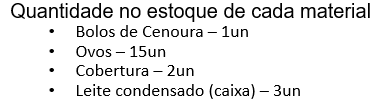 Quantidade no estoque de cada material
• Bolos de Cenoura – 1un
• Ovos – 15un
• Cobertura – 2un
• Leite condensado (caixa) – 3un